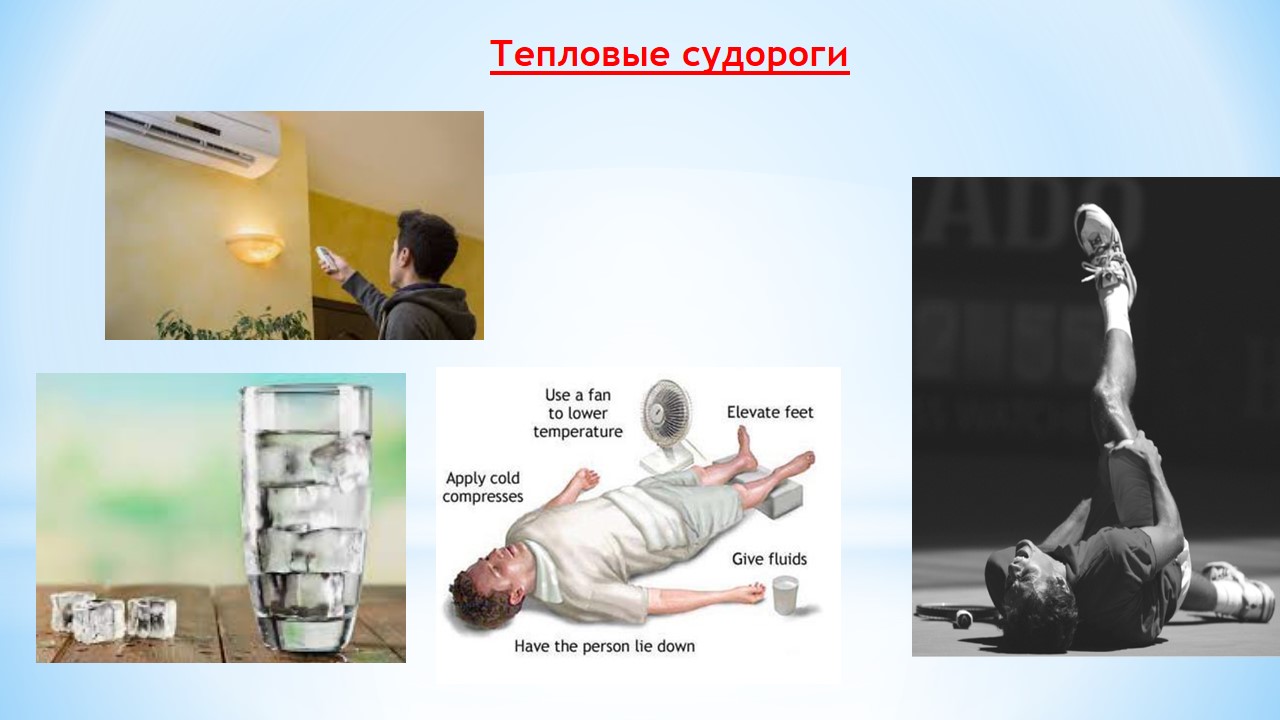 Тепловые судороги
Use a fan
to lower
temperature
Elevate feet
Apply cold
compresses
Give fluids
Have the person lie down
ADO